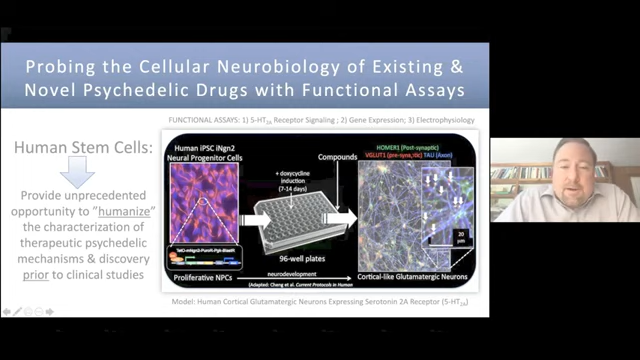 Probing the Cellular Neurobiology of Existing &
Novel Psychedelic Drugs with Functional Assays
FUNCTIONAL ASSAYS: 1) 5-HT2A Receptor Signaling ; 2) Gene Expression; 3) Electrophysiology
Human Stem Cells:
Provide unprecedented
opportunity to "humanize"
the characterization of
therapeutic psychedelic
mechanisms & discovery
prior to clinical studies
Human iPSC iNgn2
Neural Progenitor Cells
Proliferative NPCs
+ doxycycline
induction
(7-14 days)
Compounds
96-well plates
neurodevelopment
(Adapted: Chang et al. Current Protocols in Human
HOMER1 (Post-synaptic)
VGLUT1 (pre-synaptic) TAU (Axon)
20
μm
Cortical-like Glutamatergic Neurons
Model: Human Cortical Glutamatergic Neurons Expressing Serotonin 2A Receptor (5-HT2A)